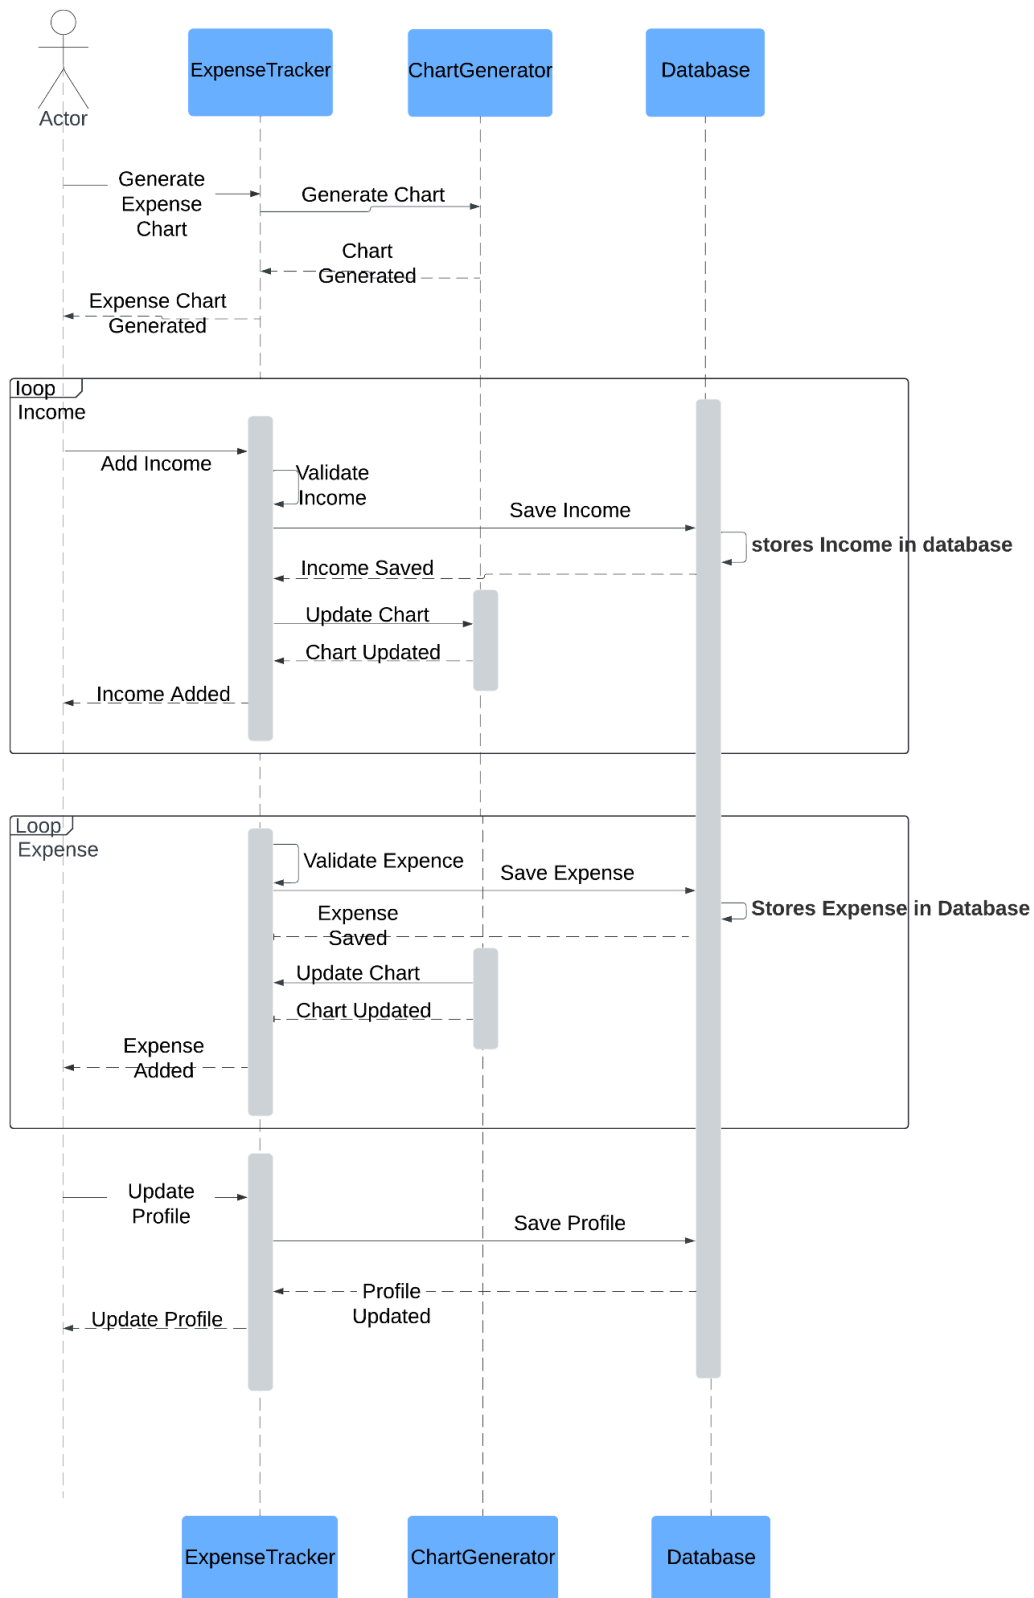 Actor
ExpenseTracker
ChartGenerator
Database
Generate
Expense
Chart
Generate Chart
Chart
Generated
Expense Chart
Generated
loop
Income
Add Income
Validate
Income
Save Income
stores Income in database
Income Saved
Update Chart
Chart Updated
Income Added
Loop
Expense
Validate Expence
Save Expense
Stores Expense in Database
Expense
Saved
Update Chart
Chart Updated
Expense
Added
Update
Profile
Save Profile
Profile
Updated
Update Profile
ExpenseTracker
ChartGenerator
Database